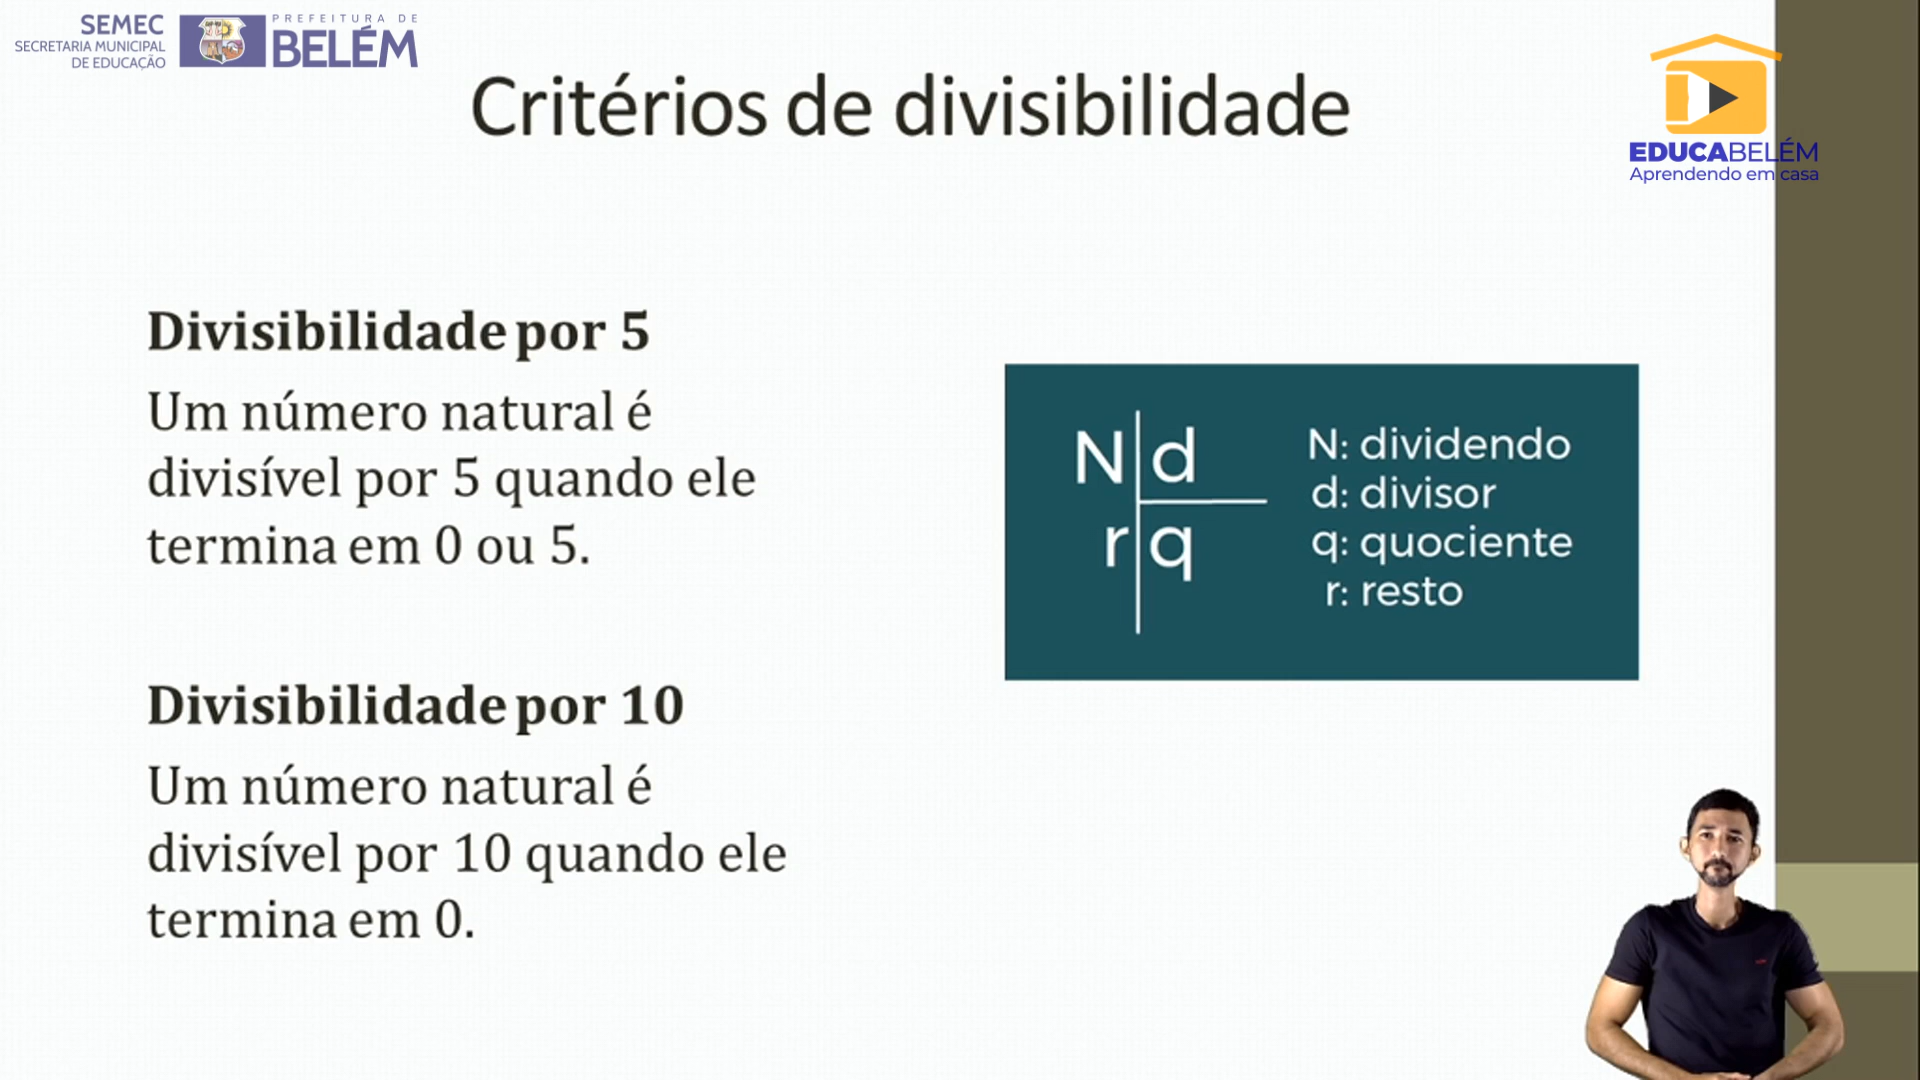 SEMEC
SECRETARIA MUNICIPAL
DE EDUCAÇÃO
PREFEITURA DE
BELÉM
Critérios de divisibilidade
EDUCABELÉM
Aprendendo em casa
Divisibilidade por 5
Um número natural é
divisível por 5 quando ele
termina em 0 ou 5.
Divisibilidade por 10
Um número natural é
divisível por 10 quando ele
termina em 0.
N d
r q
N: dividendo
d: divisor
q: quociente
r: resto